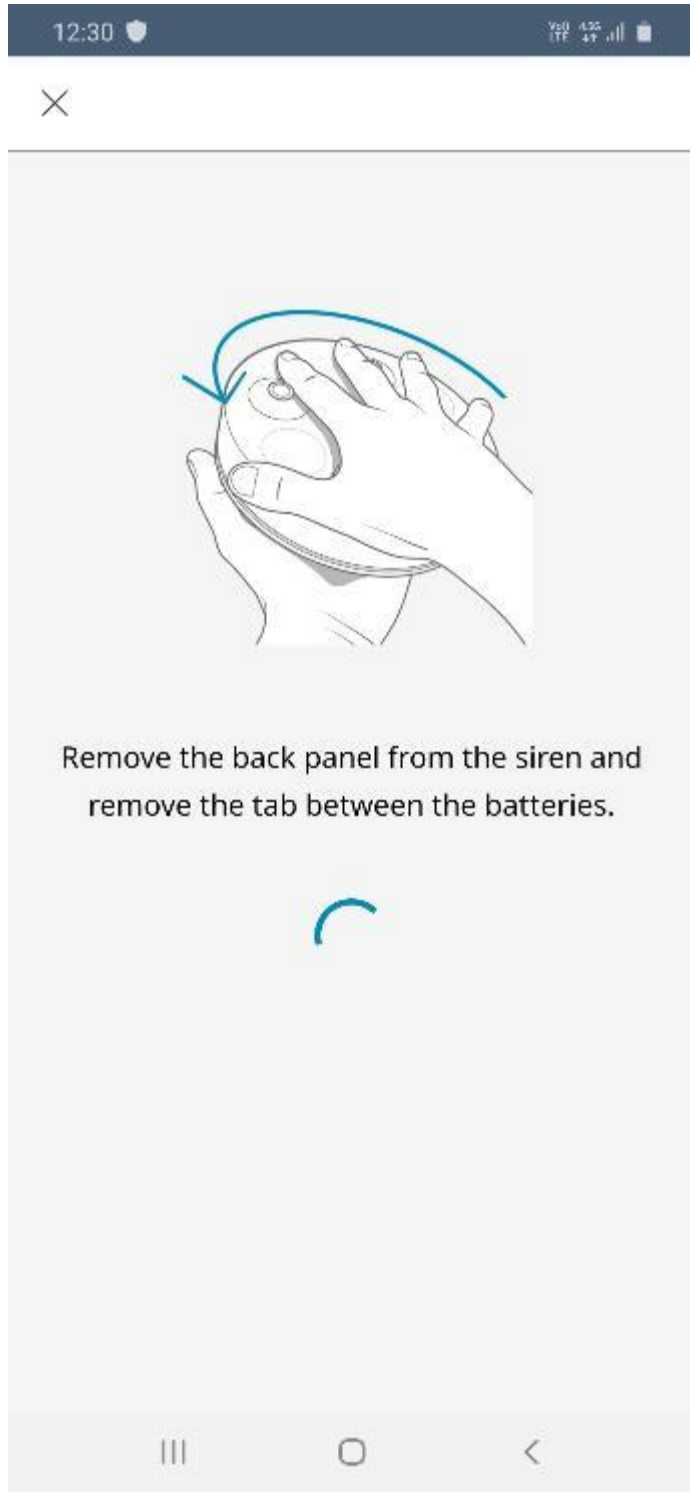 12:30
Remove the back panel from the siren and
remove the tab between the batteries.